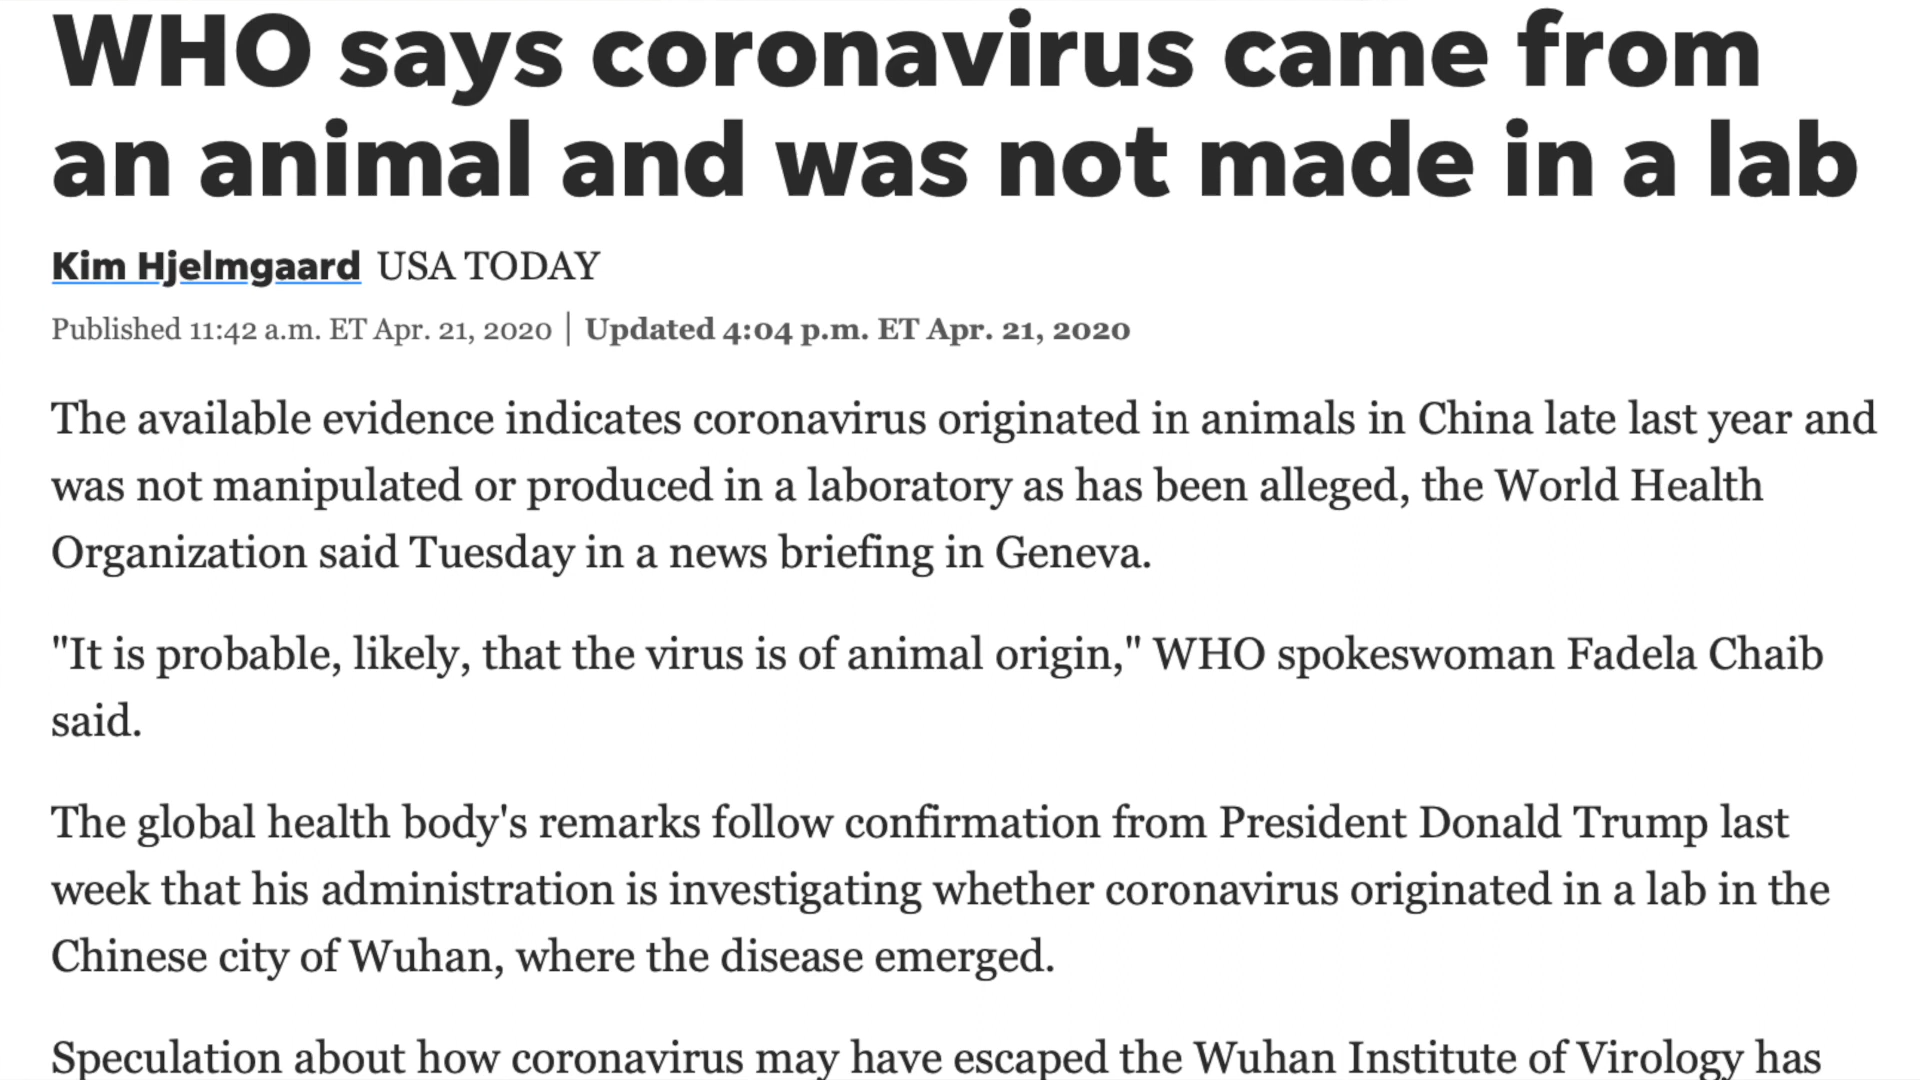 WHO says coronavirus came from
an animal and was not made in a lab
Kim Hjelmgaard USA TODAY
Published 11:42 a.m. ET Apr. 21, 2020 | Updated 4:04 p.m. ET Apr. 21, 2020
The available evidence indicates coronavirus originated in animals in China late last year and
was not manipulated or produced in a laboratory as has been alleged, the World Health
Organization said Tuesday in a news briefing in Geneva.
"It is probable, likely, that the virus is of animal origin," WHO spokeswoman Fadela Chaib
said.
The global health body's remarks follow confirmation from President Donald Trump last
week that his administration is investigating whether coronavirus originated in a lab in the
Chinese city of Wuhan, where the disease emerged.
Speculation about how coronavirus may have escaped the Wuhan Institute of Virology has